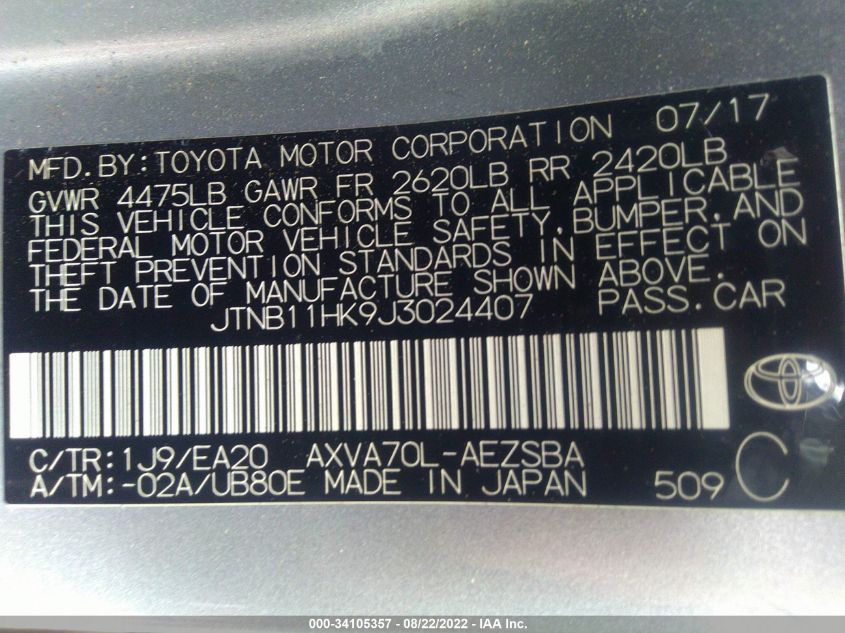 MFD.BY:TOYOTA MOTOR CORPORATION 07/17
GVWR 4475LB GAWR FR 2620LB RR 2420LB
THIS VEHICLE CONFORMS TO ALL APPLICABLE
FEDERAL MOTOR VEHICLE SAFETY,BUMPER,AND
THEFT PREVENTION STANDARDS IN EFFECT ON
THE DATE OF MANUFACTURE SHOWN ABOVE.
JTNB11HK9J3024407 PASS.CAR
C/TR:1J9/EA20 AXVA70L-AEZSBA
A/TM:-02A/UB80E MADE IN JAPAN 509 C
000-34105357 - 08/22/2022 - IAA Inc.